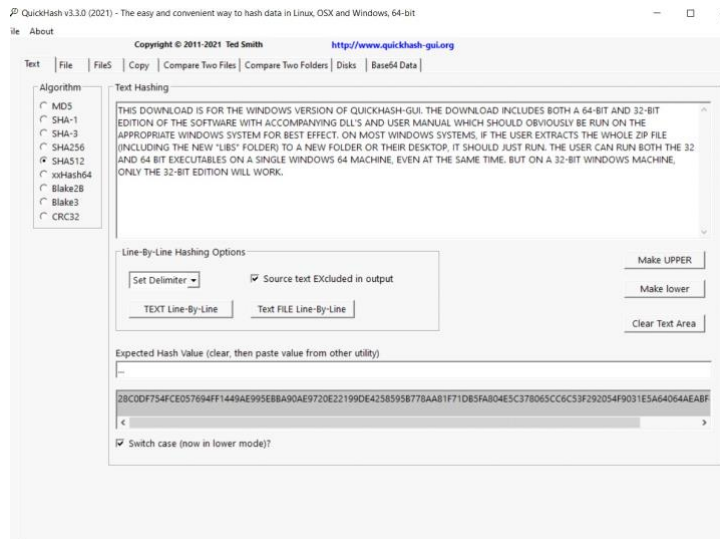 QuickHash v3.3.0 (2021) - The easy and convenient way to hash data in Linux, OSX and Windows, 64-bit
ile About
Copyright © 2011-2021 Ted Smith http://www.quickhash-gui.org
Text File FileS Copy Compare Two Files Compare Two Folders Disks Base64 Data
Algorithm
MD5
SHA-1
SHA-3
SHA256
SHA512
xxHash64
Blake2B
Blake3
CRC32
Text Hashing
THIS DOWNLOAD IS FOR THE WINDOWS VERSION OF QUICKHASH-GUI. THE DOWNLOAD INCLUDES BOTH A 64-BIT AND 32-BIT
EDITION OF THE SOFTWARE WITH ACCOMPANYING DLL'S AND USER MANUAL WHICH SHOULD OBVIOUSLY BE RUN ON THE
APPROPRIATE WINDOWS SYSTEM FOR BEST EFFECT. ON MOST WINDOWS SYSTEMS, IF THE USER EXTRACTS THE WHOLE ZIP FILE
(INCLUDING THE NEW "LIBS" FOLDER) TO A NEW FOLDER OR THEIR DESKTOP, IT SHOULD JUST RUN. THE USER CAN RUN BOTH THE 32
AND 64 BIT EXECUTABLES ON A SINGLE WINDOWS 64 MACHINE, EVEN AT THE SAME TIME. BUT ON A 32-BIT WINDOWS MACHINE,
ONLY THE 32-BIT EDITION WILL WORK.
Line-By-Line Hashing Options
Set Delimiter
Source text EXcluded in output
TEXT Line-By-Line Text FILE Line-By-Line
Make UPPER
Make lower
Clear Text Area
Expected Hash Value (clear, then paste value from other utility)
...
28C0DF754FCE057694FF1449AE995EBBA90AE9720E22199DE4258595B778AA81F71DB5FA804E5C378065CC6C53F292054F9031E5A64064AEABF
Switch case (now in lower mode)?